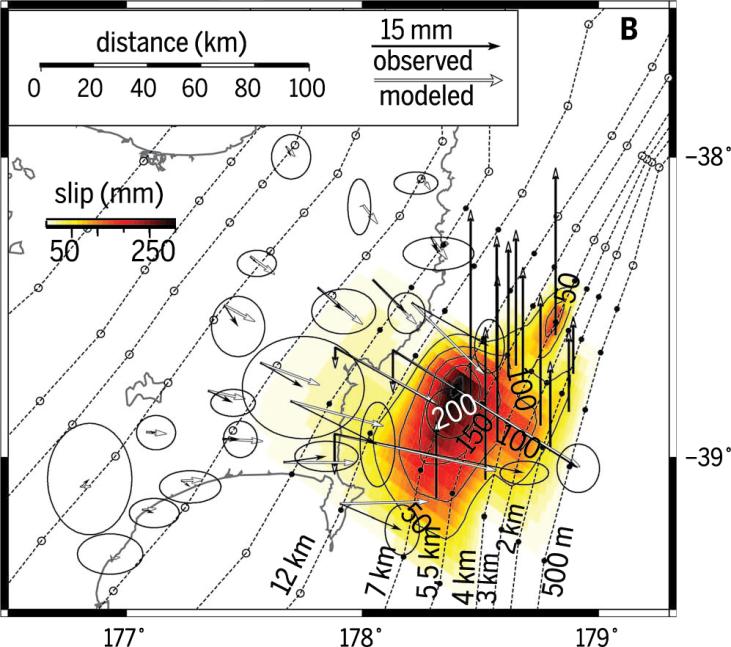 B
distance (km)
0 20 40 60 80 100
15 mm
observed
modeled
−38°
slip (mm)
50 250
50
100
200
150
100
−39°
50
12 km
7 km
5.5 km
4 km
3 km
2 km
500 m
177° 178° 179°